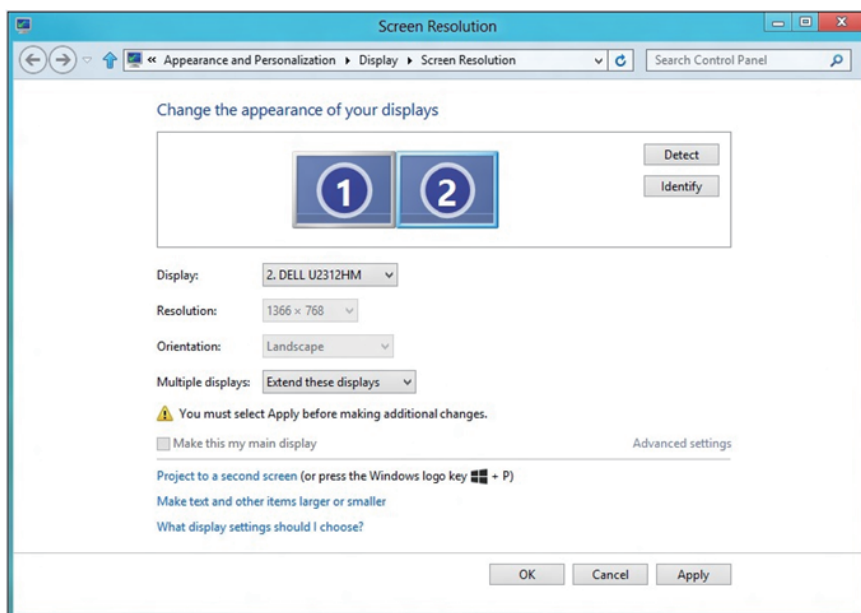 Screen Resolution
« Appearance and Personalization ▸ Display ▸ Screen Resolution
Search Control Panel
Change the appearance of your displays
1 2
Detect
Identify
Display: 2. DELL U2312HM
Resolution: 1366 × 768
Orientation: Landscape
Multiple displays: Extend these displays
You must select Apply before making additional changes.
Make this my main display
Advanced settings
Project to a second screen (or press the Windows logo key + P)
Make text and other items larger or smaller
What display settings should I choose?
OK Cancel Apply